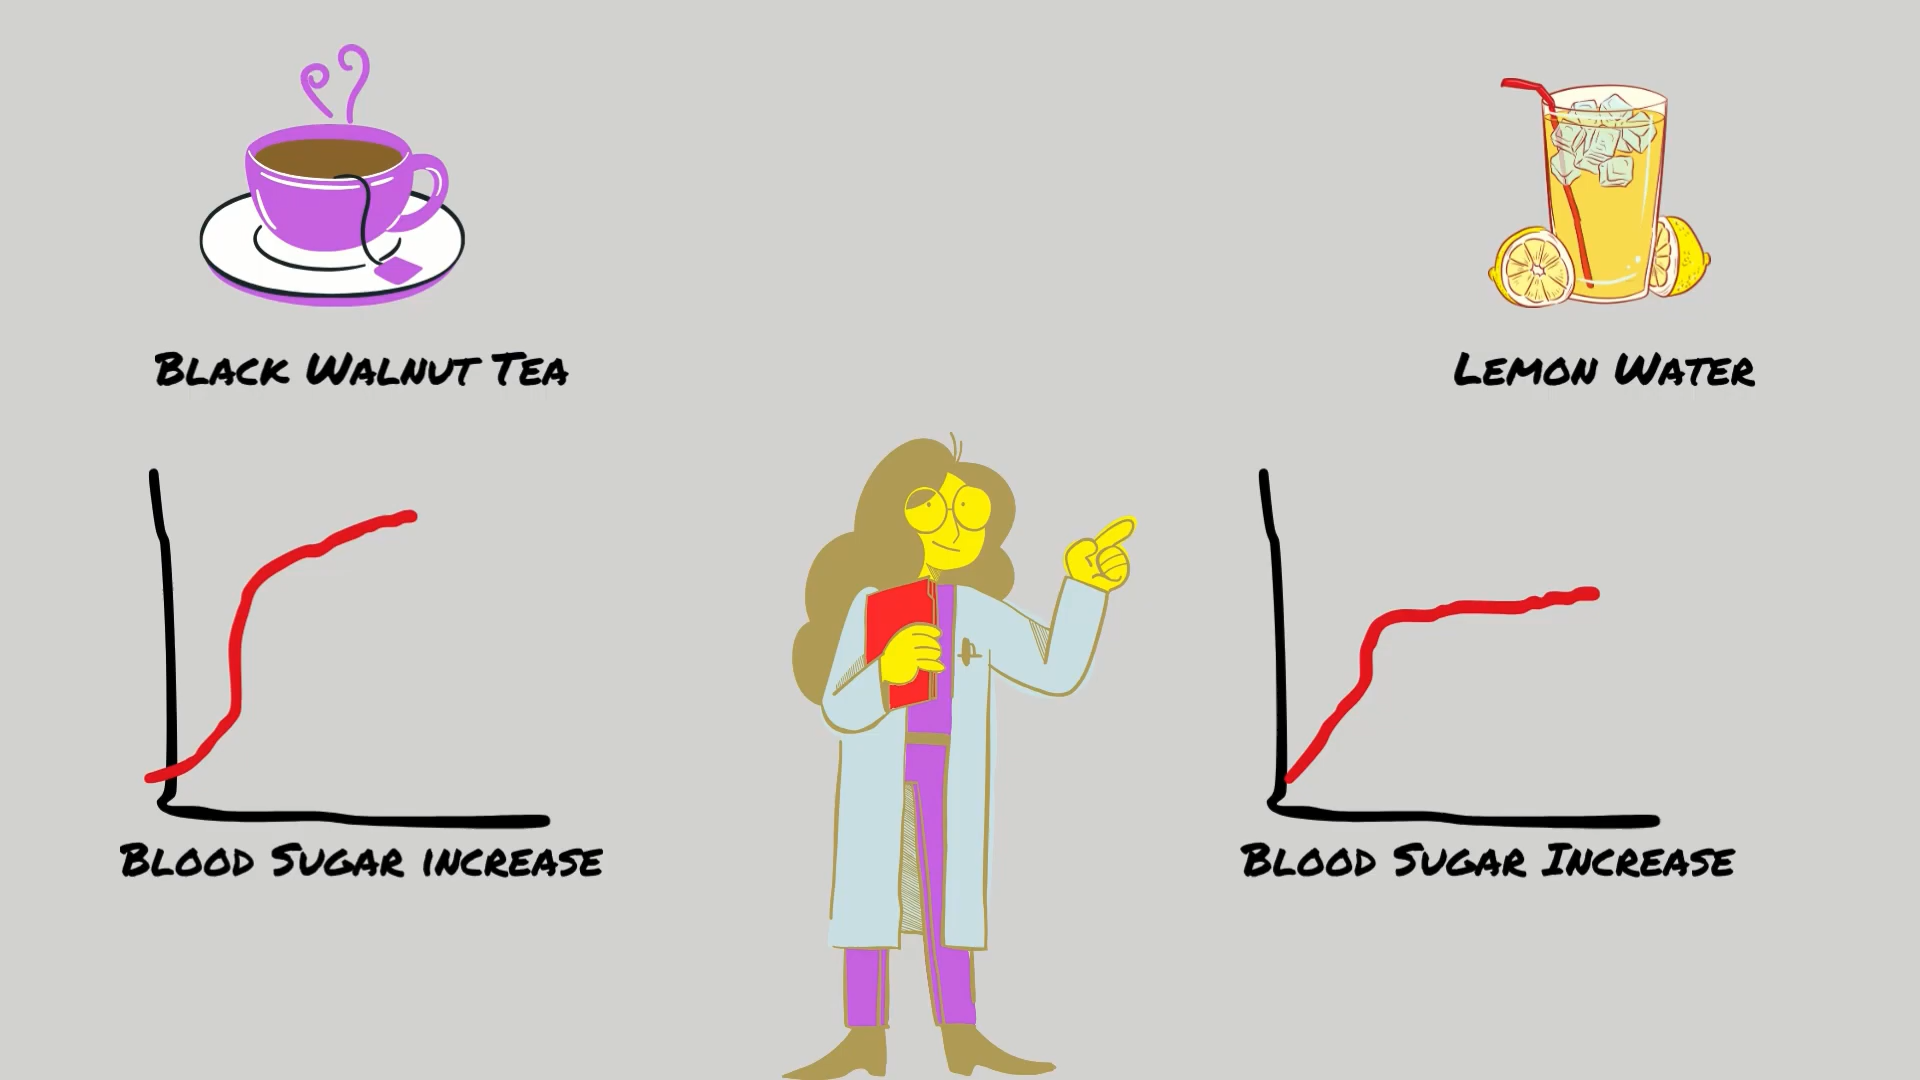 Black Walnut Tea
Lemon Water
Blood Sugar increase
Blood Sugar Increase